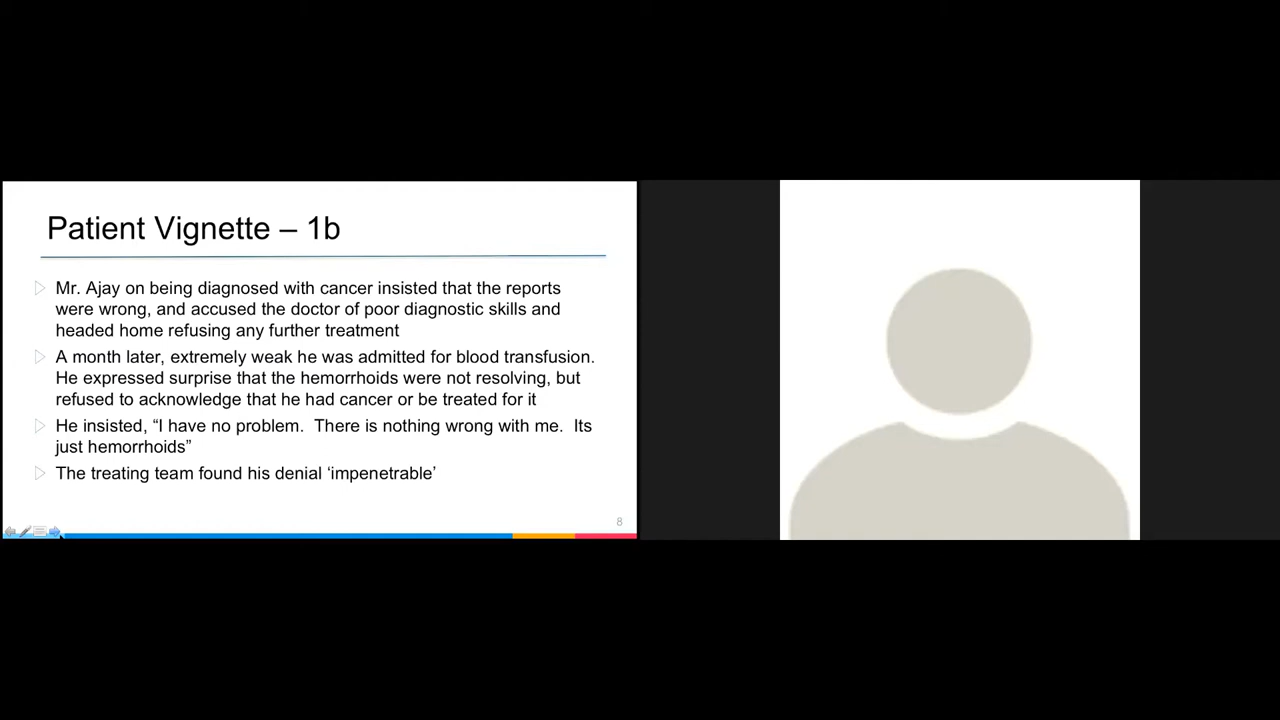 Patient Vignette – 1b
Mr. Ajay on being diagnosed with cancer insisted that the reports
were wrong, and accused the doctor of poor diagnostic skills and
headed home refusing any further treatment
A month later, extremely weak he was admitted for blood transfusion.
He expressed surprise that the hemorrhoids were not resolving, but
refused to acknowledge that he had cancer or be treated for it
He insisted, “I have no problem.  There is nothing wrong with me.  Its
just hemorrhoids”
The treating team found his denial ‘impenetrable’
8